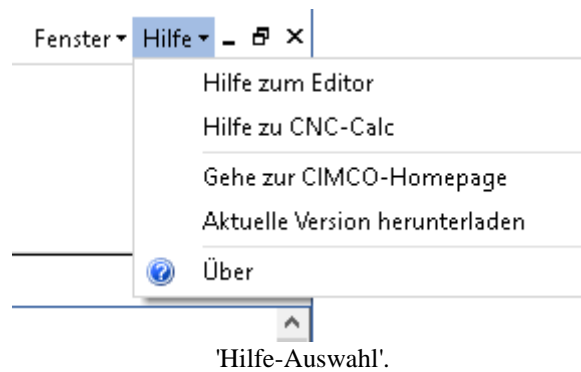 Fenster Hilfe
Hilfe zum Editor
Hilfe zu CNC-Calc
Gehe zur CIMCO-Homepage
Aktuelle Version herunterladen
Über
'Hilfe-Auswahl'.